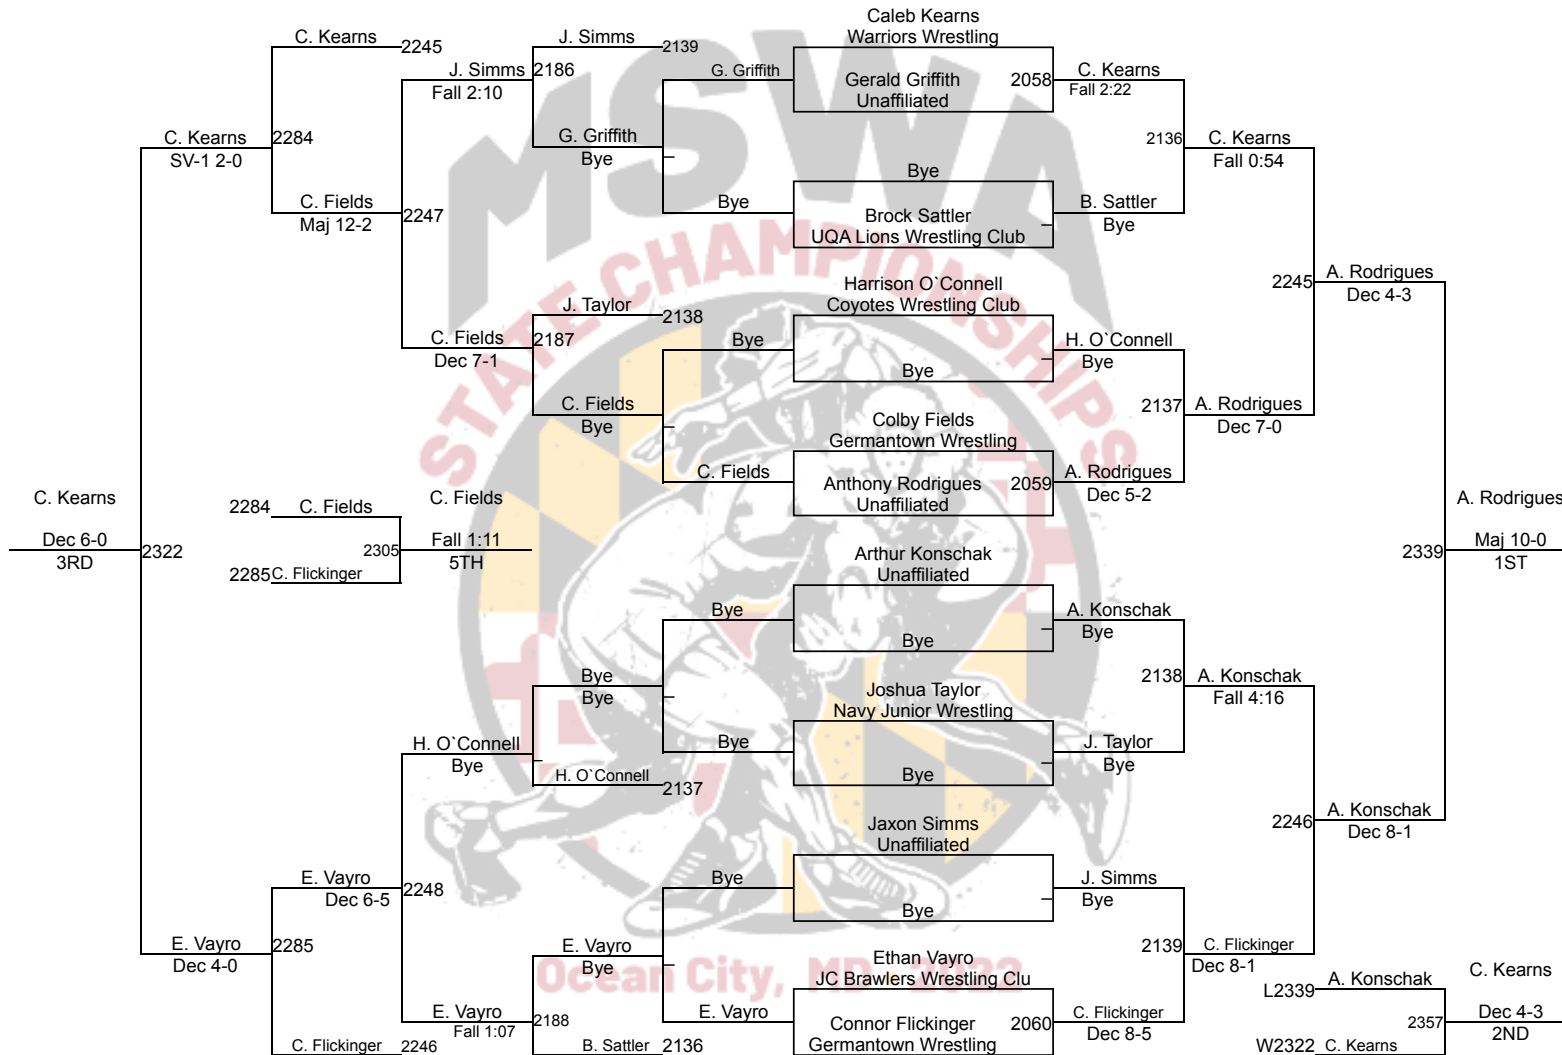 MSWA
STATE CHAMPIONSHIPS
Ocean City, MD - 2022
Caleb Kearns
Warriors Wrestling
C. Kearns
2245
J. Simms
2139
J. Simms
2186
Fall 2:10
G. Griffith
Gerald Griffith
Unaffiliated
2058
C. Kearns
Fall 2:22
C. Kearns
2284
SV-1 2-0
G. Griffith
Bye
2136
C. Kearns
Fall 0:54
Bye
C. Fields
Maj 12-2
2247
Bye
Brock Sattler
UQA Lions Wrestling Club
B. Sattler
Bye
Harrison O`Connell
Coyotes Wrestling Club
2245
A. Rodrigues
Dec 4-3
J. Taylor
2138
C. Fields
2187
Dec 7-1
Bye
Bye
H. O`Connell
Bye
C. Fields
Bye
Colby Fields
Germantown Wrestling
2137
A. Rodrigues
Dec 7-0
C. Fields
Anthony Rodrigues
Unaffiliated
2059
A. Rodrigues
Dec 5-2
C. Kearns
Dec 6-0
3RD
2322
2284
C. Fields
2305
2285
C. Flickinger
C. Fields
Fall 1:11
5TH
A. Rodrigues
2339
Maj 10-0
1ST
Arthur Konschak
Unaffiliated
Bye
Bye
A. Konschak
Bye
Bye
Bye
Joshua Taylor
Navy Junior Wrestling
2138
A. Konschak
Fall 4:16
H. O`Connell
Bye
Bye
Bye
J. Taylor
Bye
H. O`Connell
2137
Jaxon Simms
Unaffiliated
2246
A. Konschak
Dec 8-1
E. Vayro
Dec 6-5
2248
Bye
Bye
J. Simms
Bye
E. Vayro
Dec 4-0
2285
E. Vayro
Bye
Ethan Vayro
JC Brawlers Wrestling Clu
2139
C. Flickinger
Dec 8-1
E. Vayro
Fall 1:07
2188
E. Vayro
Connor Flickinger
Germantown Wrestling
2060
C. Flickinger
Dec 8-5
C. Flickinger
2246
B. Sattler
2136
L2339
A. Konschak
2357
W2322
C. Kearns
C. Kearns
Dec 4-3
2ND